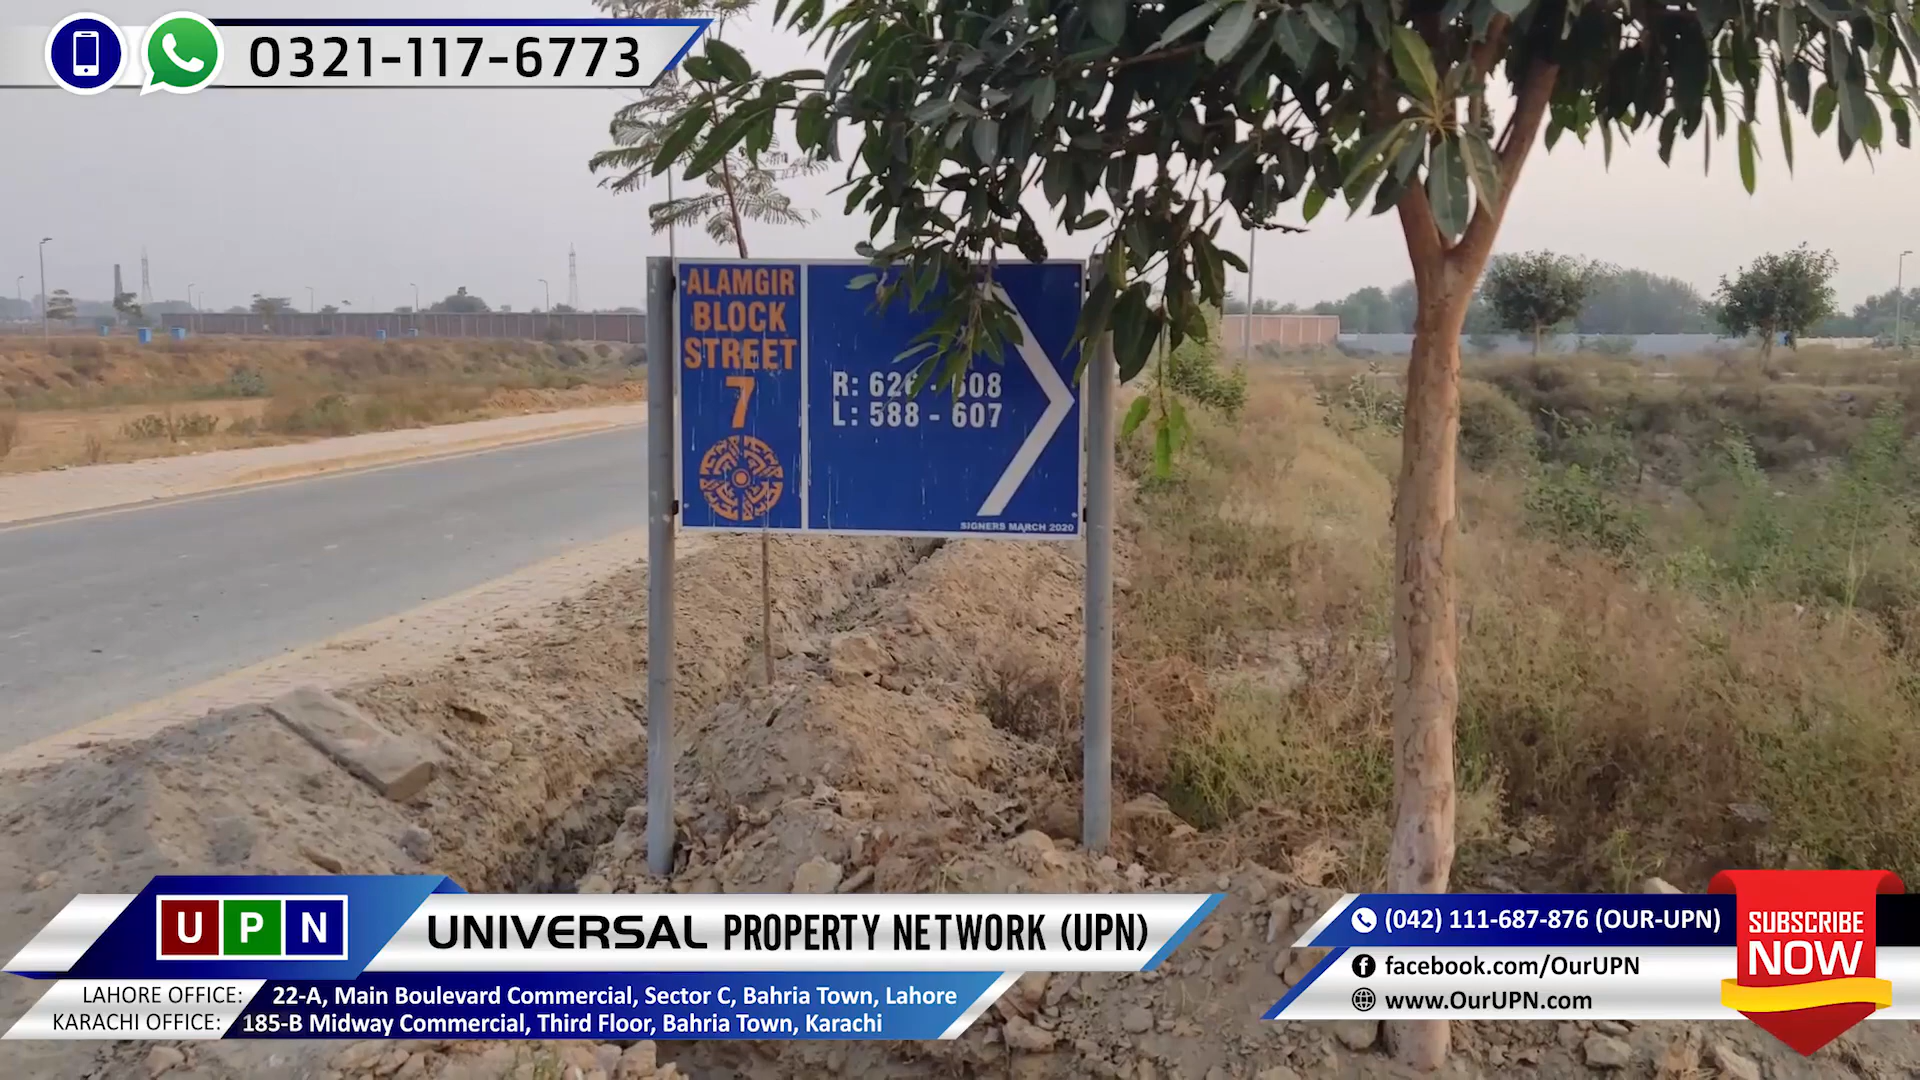 0321-117-6773
ALAMGIR
BLOCK
STREET
7
R: 626 - 608
L: 588 - 607
SIGNERS MARCH 2020
UPN
UNIVERSAL PROPERTY NETWORK (UPN)
LAHORE OFFICE: 22-A, Main Boulevard Commercial, Sector C, Bahria Town, Lahore
KARACHI OFFICE: 185-B Midway Commercial, Third Floor, Bahria Town, Karachi
(042) 111-687-876 (OUR-UPN)
facebook.com/OurUPN
www.OurUPN.com
SUBSCRIBE
NOW